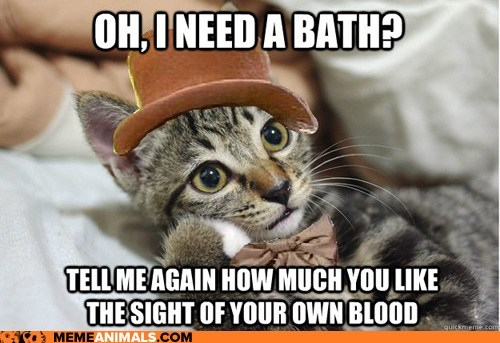 OH, I NEED A BATH?
TELL ME AGAIN HOW MUCH YOU LIKE
THE SIGHT OF YOUR OWN BLOOD
quickmeme.com
MEMEANIMALS.COM